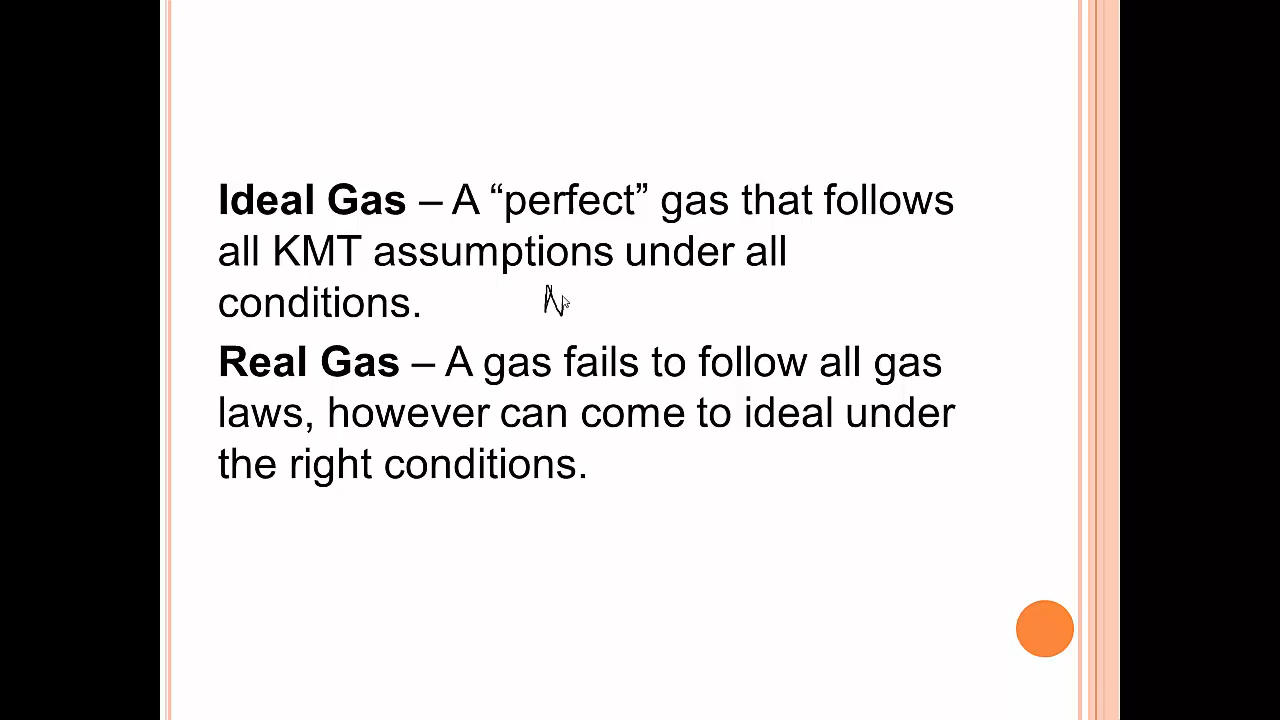 Ideal Gas – A “perfect” gas that follows
all KMT assumptions under all
conditions.
Real Gas – A gas fails to follow all gas
laws, however can come to ideal under
the right conditions.